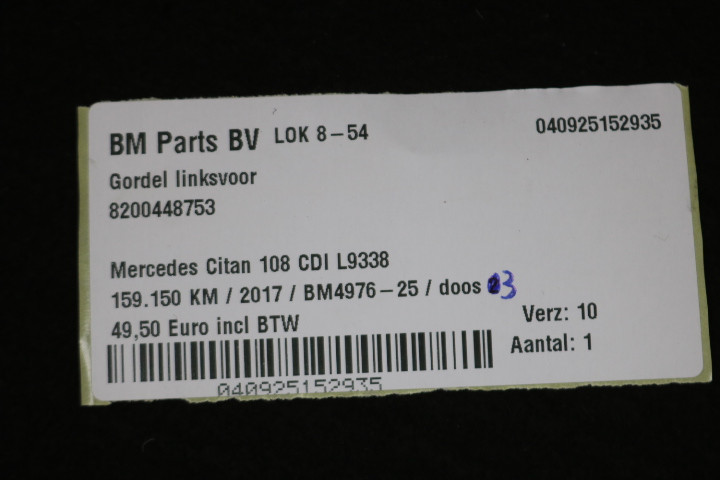 BM Parts BV LOK 8-54 040925152935
Gordel linksvoor
8200448753
Mercedes Citan 108 CDI L9338
159.150 KM / 2017 / BM4976-25 / doos 3
49,50 Euro incl BTW
Verz: 10
Aantal: 1
040925152935